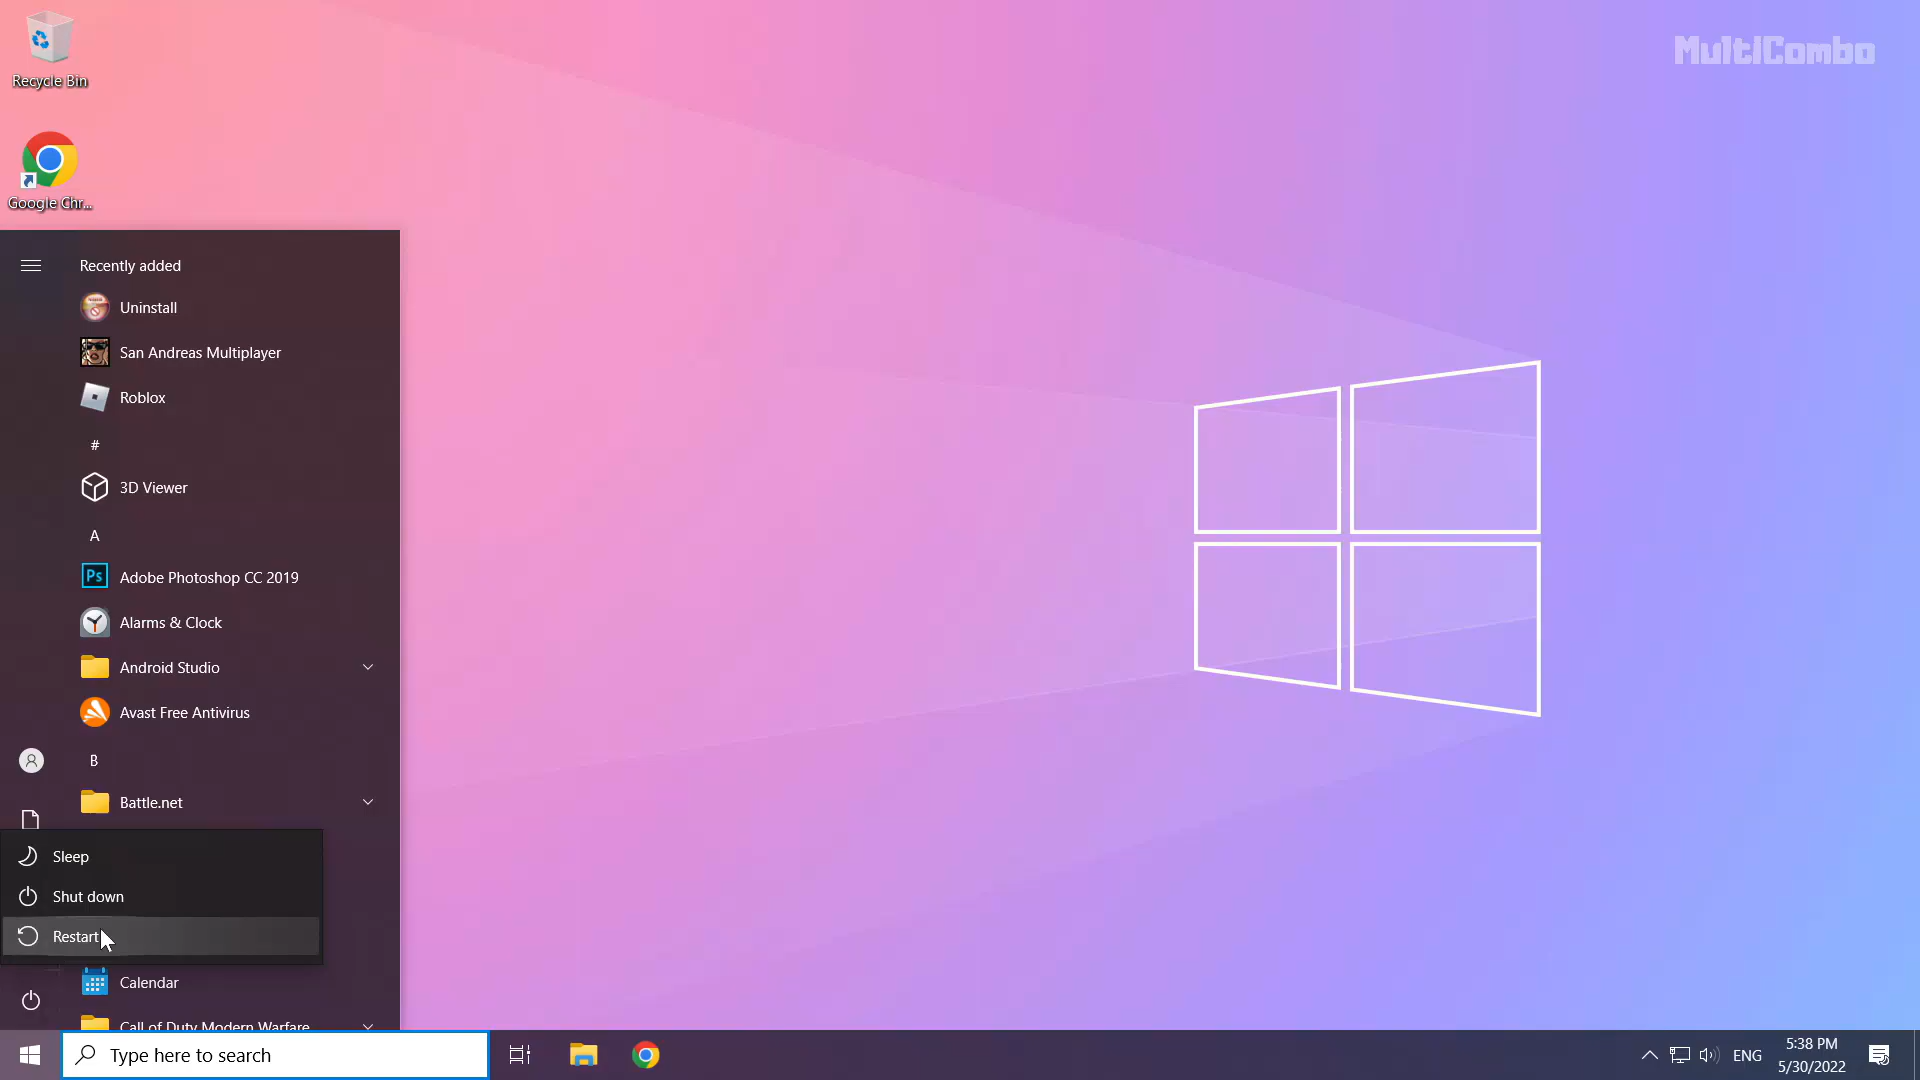 MultiCombo
Recycle Bin
Google Chr...
Recently added
Uninstall
San Andreas Multiplayer
Roblox
#
3D Viewer
A
Ps
Adobe Photoshop CC 2019
Alarms & Clock
Android Studio
Avast Free Antivirus
B
Battle.net
Sleep
Shut down
Restart
Calendar
Call of Duty Modern Warfare
Type here to search
ENG
5:38 PM
5/30/2022